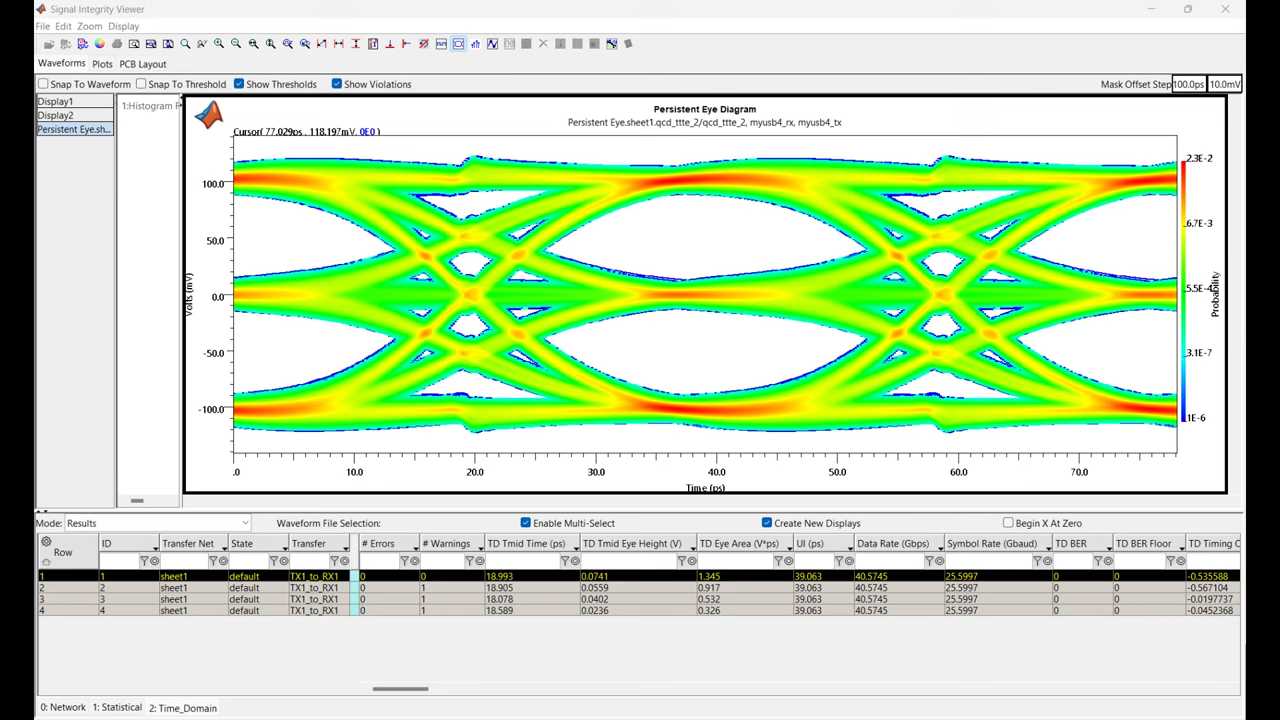 Signal Integrity Viewer
File Edit Zoom Display
Waveforms Plots PCB Layout
Snap To Waveform Snap To Threshold Show Thresholds Show Violations Mask Offset Step 100.0ps 10.0mV
Display1
Display2
Persistent Eye.sh...
1:Histogram
Persistent Eye Diagram
Persistent Eye.sheet1.qcd_ttte_2/qcd_ttte_2, myusb4_rx, myusb4_tx
Cursor( 77.029ps , 118.197mV, 0E0 )
Volts (mV)
100.0
50.0
0.0
-50.0
-100.0
.0 10.0 20.0 30.0 40.0 50.0 60.0 70.0
Time (ps)
2.3E-2
.6.7E-3
5.5E-4
3.1E-7
.1E-6
Probability
Mode: Results Waveform File Selection: Enable Multi-Select Create New Displays Begin X At Zero
Row ID Transfer Net State Transfer # Errors # Warnings TD Tmid Time (ps) TD Tmid Eye Height (V) TD Eye Area (V*ps) UI (ps) Data Rate (Gbps) Symbol Rate (Gbaud) TD BER TD BER Floor TD Timing C
1 1 sheet1 default TX1_to_RX1 0 0 18.993 0.0741 1.345 39.063 40.5745 25.5997 0 0 -0.535588
2 2 sheet1 default TX1_to_RX1 0 1 18.905 0.0559 0.917 39.063 40.5745 25.5997 0 0 -0.567104
3 3 sheet1 default TX1_to_RX1 0 1 18.078 0.0402 0.532 39.063 40.5745 25.5997 0 0 -0.0197737
4 4 sheet1 default TX1_to_RX1 0 1 18.589 0.0236 0.326 39.063 40.5745 25.5997 0 0 -0.0452368
0: Network 1: Statistical 2: Time_Domain